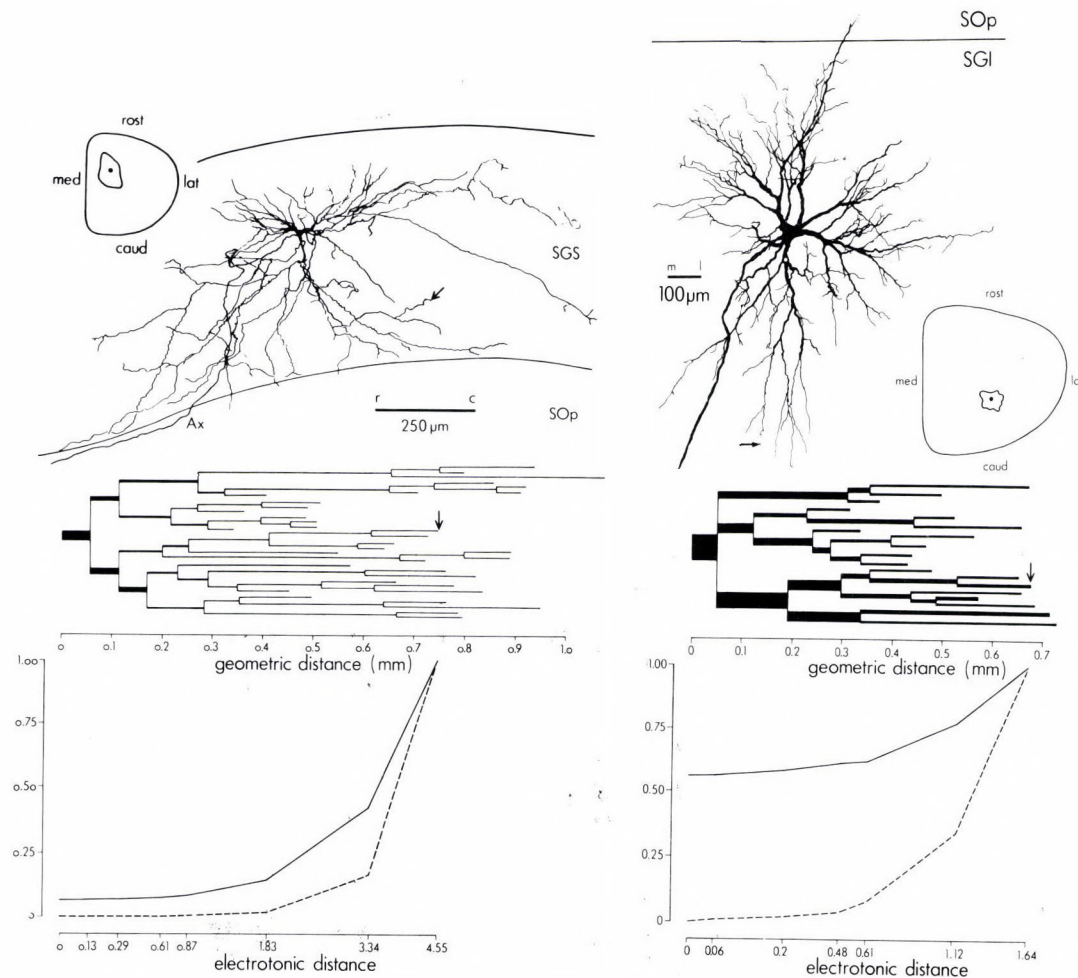 rost
med
lat
caud
SGS
r c
250 µm
SOp
Ax
SOp
SGl
m l
100µm
rost
med
caud
0 0.1 0.2 0.3 0.4 0.5 0.6 0.7 0.8 0.9 1.0
geometric distance (mm)
1.00
0.75
0.50
0.25
0
0 0.13 0.29 0.61 0.87 1.83 3.34 4.55
electrotonic distance
0 0.1 0.2 0.3 0.4 0.5 0.6 0.7
geometric distance (mm)
1.00
0.75
0.50
0.25
0
0 0.06 0.2 0.48 0.61 1.12 1.64
electrotonic distance